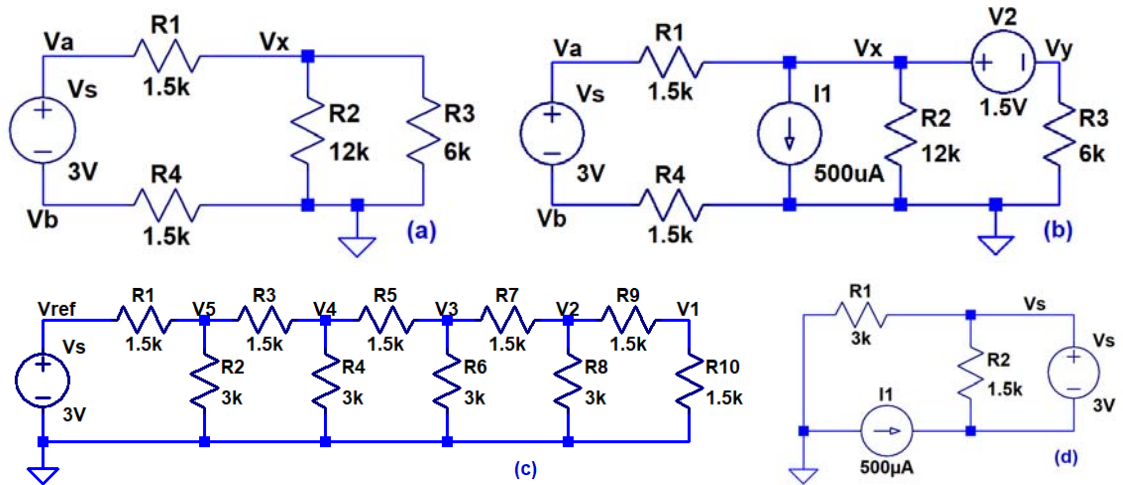 R1
Va
Vx
1.5k
Vs
+
−
3V
R2
12k
R3
6k
R4
1.5k
Vb
(a)
R1
Va
Vx
V2
Vy
1.5k
+ −
1.5V
Vs
+
−
3V
I1
500uA
R2
12k
R3
6k
R4
1.5k
Vb
(b)
Vref R1 V5 R3 V4 R5 V3 R7 V2 R9 V1
1.5k 1.5k 1.5k 1.5k 1.5k
Vs
+
−
3V
R2 R4 R6 R8 R10
3k 3k 3k 3k 1.5k
(c)
R1
3k
Vs
R2
1.5k
Vs
+
−
3V
I1
500µA
(d)